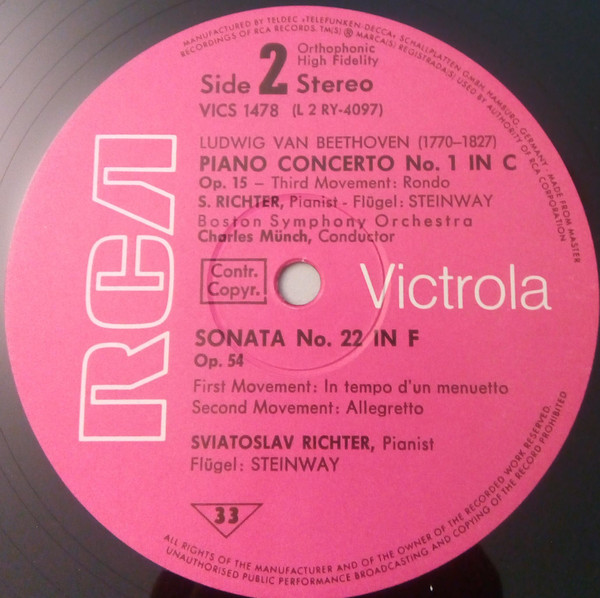 MANUFACTURED BY TELDEC »TELEFUNKEN-DECCA« SCHALLPLATTEN GMBH, HAMBURG, GERMANY / MADE FROM MASTER
RECORDINGS OF RCA RECORDS. TM(S) ® MARCA(S) REGISTRADA(S) USED BY AUTHORITY OF RCA CORPORATION
Side 2 Stereo
Orthophonic
High Fidelity
VICS 1478 (L 2 RY-4097)
LUDWIG VAN BEETHOVEN (1770–1827)
PIANO CONCERTO No. 1 IN C
Op. 15 – Third Movement: Rondo
S. RICHTER, Pianist - Flügel: STEINWAY
Boston Symphony Orchestra
Charles Münch, Conductor
Contr.
Copyr.
RCA
Victrola
SONATA No. 22 IN F
Op. 54
First Movement: In tempo d'un menuetto
Second Movement: Allegretto
SVIATOSLAV RICHTER, Pianist
Flügel: STEINWAY
33
ALL RIGHTS OF THE MANUFACTURER AND OF THE OWNER OF THE RECORDED WORK RESERVED
UNAUTHORISED PUBLIC PERFORMANCE BROADCASTING AND COPYING OF THE RECORD PROHIBITED